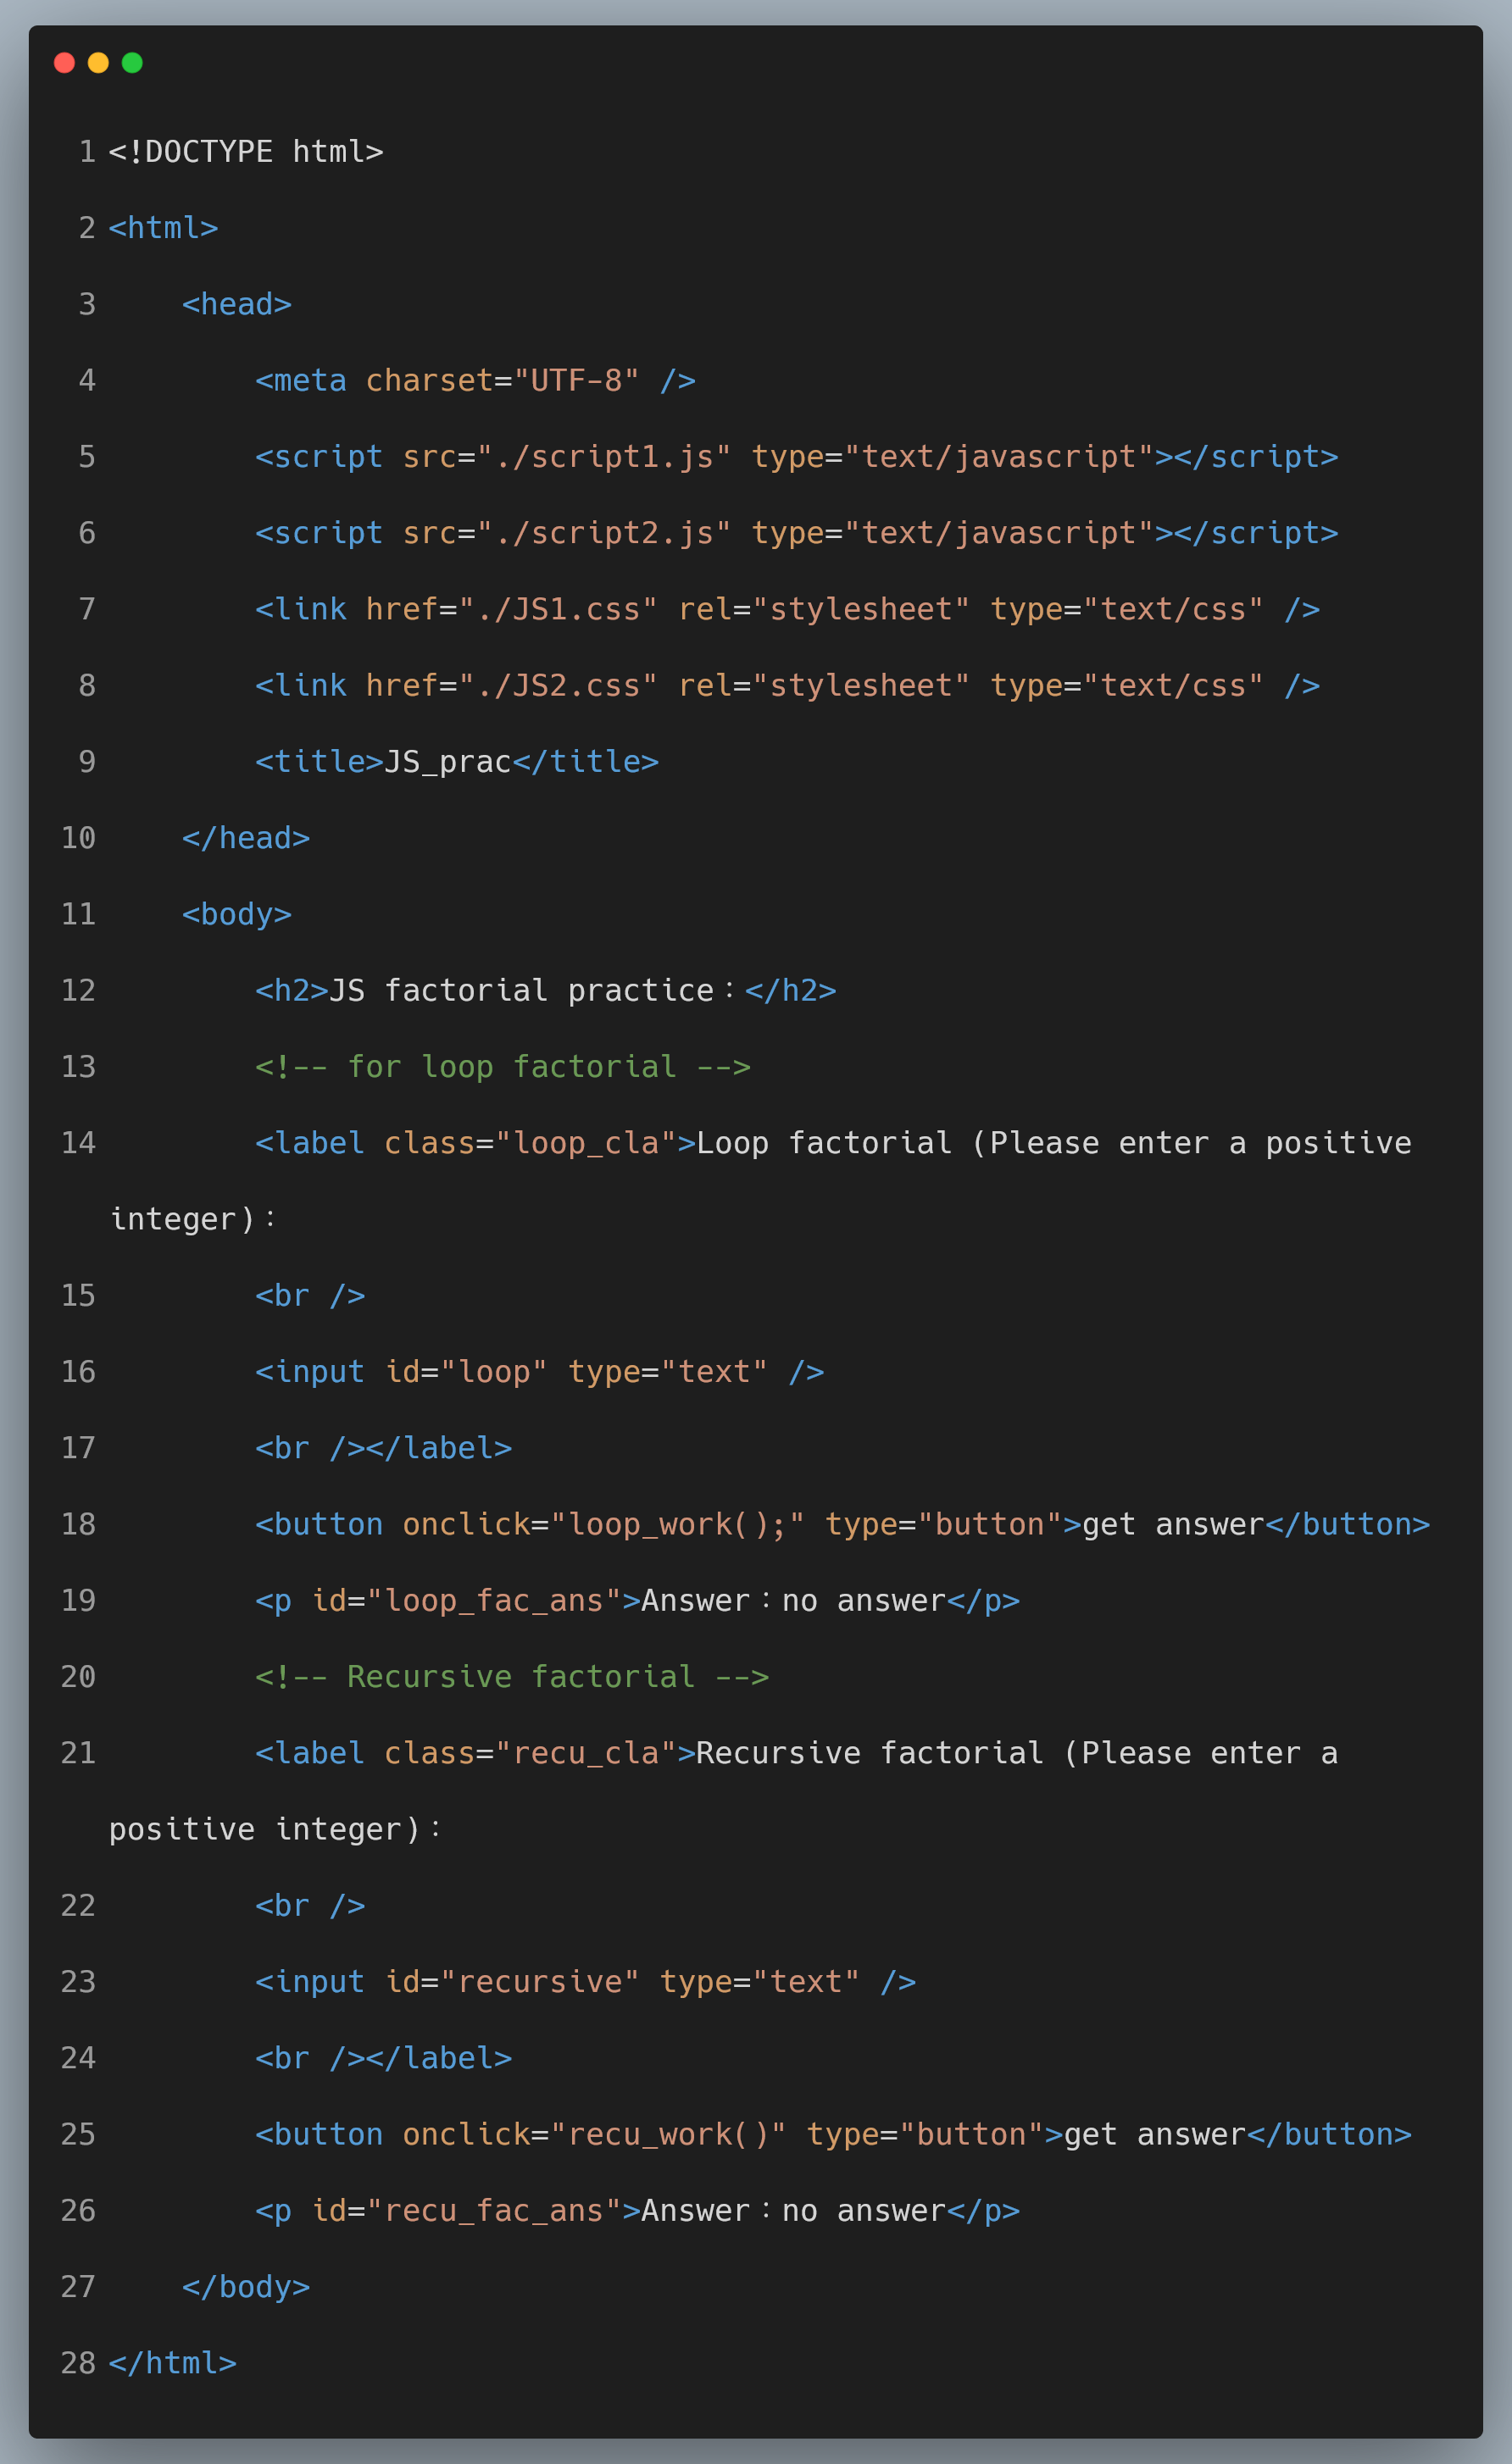 1 <!DOCTYPE html>
2 <html>
3     <head>
4         <meta charset="UTF-8" />
5         <script src="./script1.js" type="text/javascript"></script>
6         <script src="./script2.js" type="text/javascript"></script>
7         <link href="./JS1.css" rel="stylesheet" type="text/css" />
8         <link href="./JS2.css" rel="stylesheet" type="text/css" />
9         <title>JS_prac</title>
10     </head>
11     <body>
12         <h2>JS factorial practice：</h2>
13         <!-- for loop factorial -->
14         <label class="loop_cla">Loop factorial (Please enter a positive
integer)：
15         <br />
16         <input id="loop" type="text" />
17         <br /></label>
18         <button onclick="loop_work();" type="button">get answer</button>
19         <p id="loop_fac_ans">Answer：no answer</p>
20         <!-- Recursive factorial -->
21         <label class="recu_cla">Recursive factorial (Please enter a
positive integer)：
22         <br />
23         <input id="recursive" type="text" />
24         <br /></label>
25         <button onclick="recu_work()" type="button">get answer</button>
26         <p id="recu_fac_ans">Answer：no answer</p>
27     </body>
28 </html>